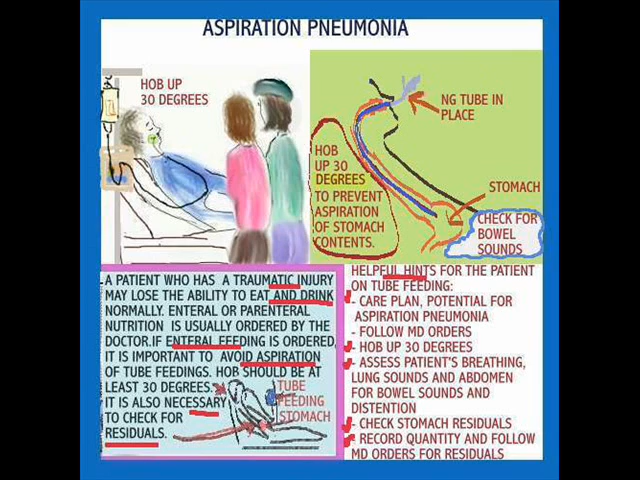 ASPIRATION PNEUMONIA
HOB UP
30 DEGREES
NG TUBE IN
PLACE
HOB
UP 30
DEGREES
TO PREVENT
ASPIRATION
OF STOMACH
CONTENTS.
STOMACH
CHECK FOR
BOWEL
SOUNDS
A PATIENT WHO HAS A TRAUMATIC INJURY
MAY LOSE THE ABILITY TO EAT AND DRINK
NORMALLY. ENTERAL OR PARENTERAL
NUTRITION IS USUALLY ORDERED BY THE
DOCTOR.IF ENTERAL FEEDING IS ORDERED,
IT IS IMPORTANT TO AVOID ASPIRATION
OF TUBE FEEDINGS. HOB SHOULD BE AT
LEAST 30 DEGREES.
IT IS ALSO NECESSARY
TO CHECK FOR
RESIDUALS.
TUBE
FEEDING
STOMACH
HELPFUL HINTS FOR THE PATIENT
ON TUBE FEEDING:
- CARE PLAN, POTENTIAL FOR
ASPIRATION PNEUMONIA
- FOLLOW MD ORDERS
- HOB UP 30 DEGREES
- ASSESS PATIENT'S BREATHING,
LUNG SOUNDS AND ABDOMEN
FOR BOWEL SOUNDS AND
DISTENTION
- CHECK STOMACH RESIDUALS
- RECORD QUANTITY AND FOLLOW
MD ORDERS FOR RESIDUALS